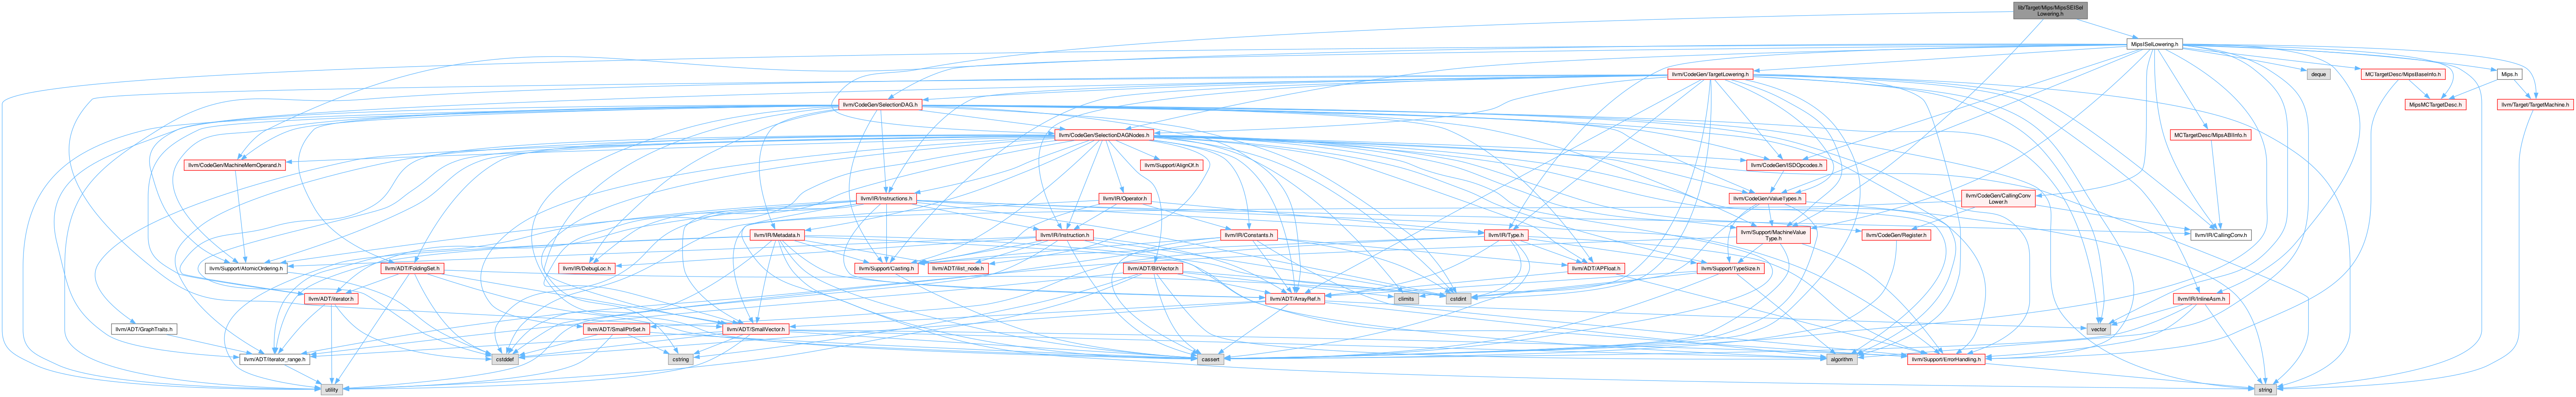 lib/Target/Mips/MipsSEISel
Lowering.h
MipsISelLowering.h
llvm/CodeGen/TargetLowering.h
deque
MCTargetDesc/MipsBaseInfo.h
Mips.h
llvm/CodeGen/SelectionDAG.h
MipsMCTargetDesc.h
llvm/Target/TargetMachine.h
llvm/CodeGen/SelectionDAGNodes.h
MCTargetDesc/MipsABIInfo.h
llvm/CodeGen/MachineMemOperand.h
llvm/Support/AlignOf.h
llvm/CodeGen/ISDOpcodes.h
llvm/IR/Instructions.h
llvm/IR/Operator.h
llvm/CodeGen/ValueTypes.h
llvm/CodeGen/CallingConv
Lower.h
llvm/IR/Metadata.h
llvm/IR/Instruction.h
llvm/IR/Constants.h
llvm/IR/Type.h
llvm/Support/MachineValue
Type.h
llvm/CodeGen/Register.h
llvm/IR/CallingConv.h
llvm/Support/AtomicOrdering.h
llvm/ADT/FoldingSet.h
llvm/IR/DebugLoc.h
llvm/Support/Casting.h
llvm/ADT/ilist_node.h
llvm/ADT/BitVector.h
llvm/ADT/APFloat.h
llvm/Support/TypeSize.h
llvm/ADT/iterator.h
llvm/ADT/ArrayRef.h
climits
cstdint
llvm/IR/InlineAsm.h
llvm/ADT/GraphTraits.h
llvm/ADT/SmallPtrSet.h
llvm/ADT/SmallVector.h
vector
llvm/ADT/iterator_range.h
cstddef
cstring
cassert
algorithm
llvm/Support/ErrorHandling.h
utility
string